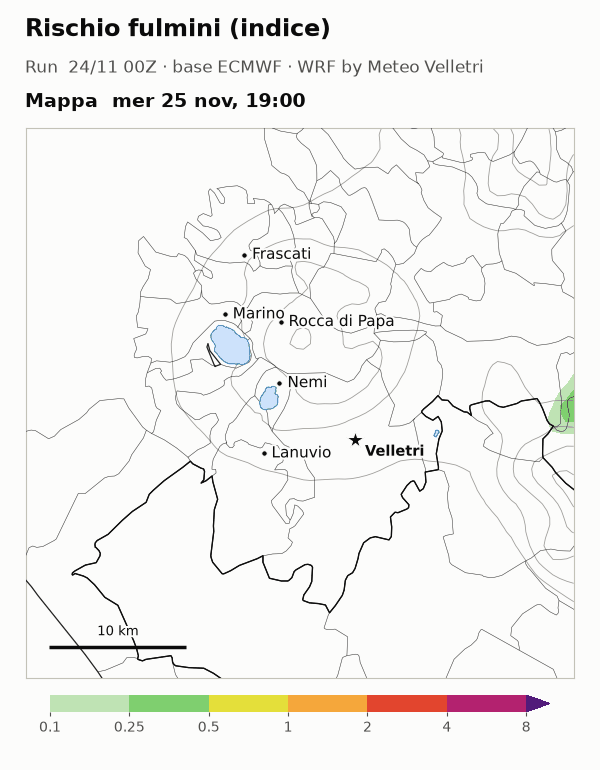 Rischio fulmini (indice)
Run  24/11 00Z · base ECMWF · WRF by Meteo Velletri
Mappa  mer 25 nov, 19:00
Frascati
Marino
Rocca di Papa
Nemi
Velletri
Lanuvio
10 km
0.1 0.25 0.5 1 2 4 8